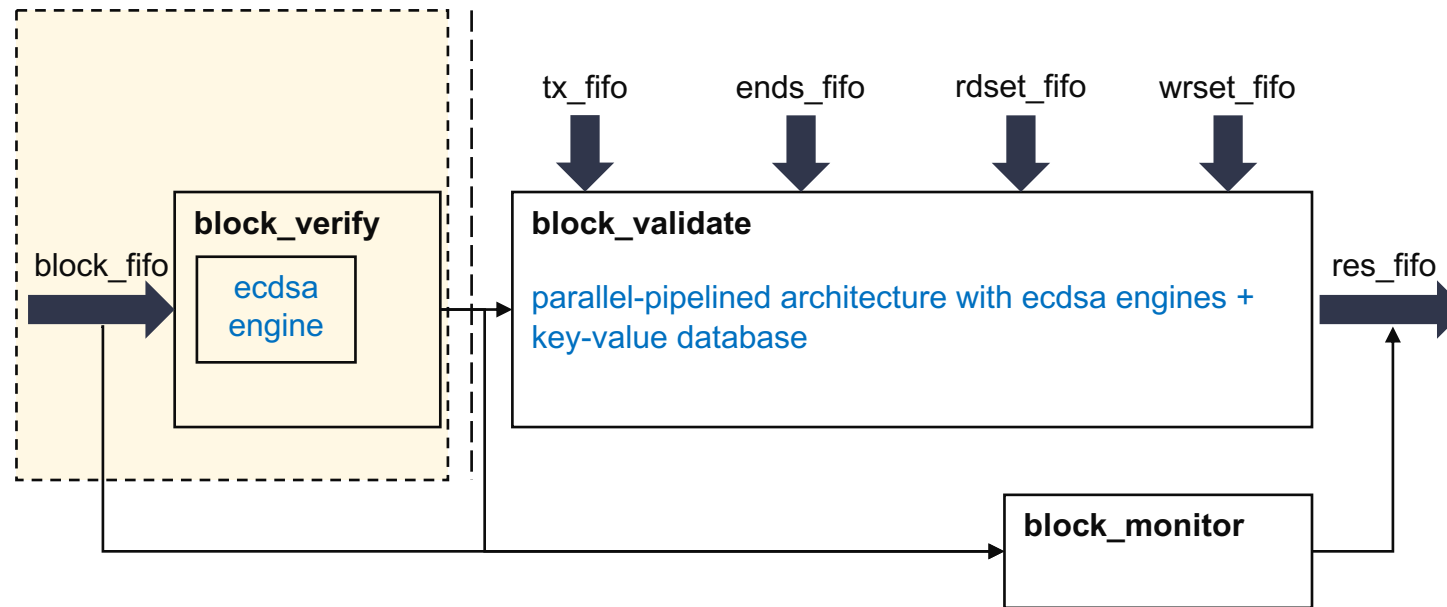 tx_fifo
ends_fifo
rdset_fifo
wrset_fifo
block_verify
block_validate
block_fifo
ecdsa
engine
parallel-pipelined architecture with ecdsa engines +
key-value database
res_fifo
block_monitor